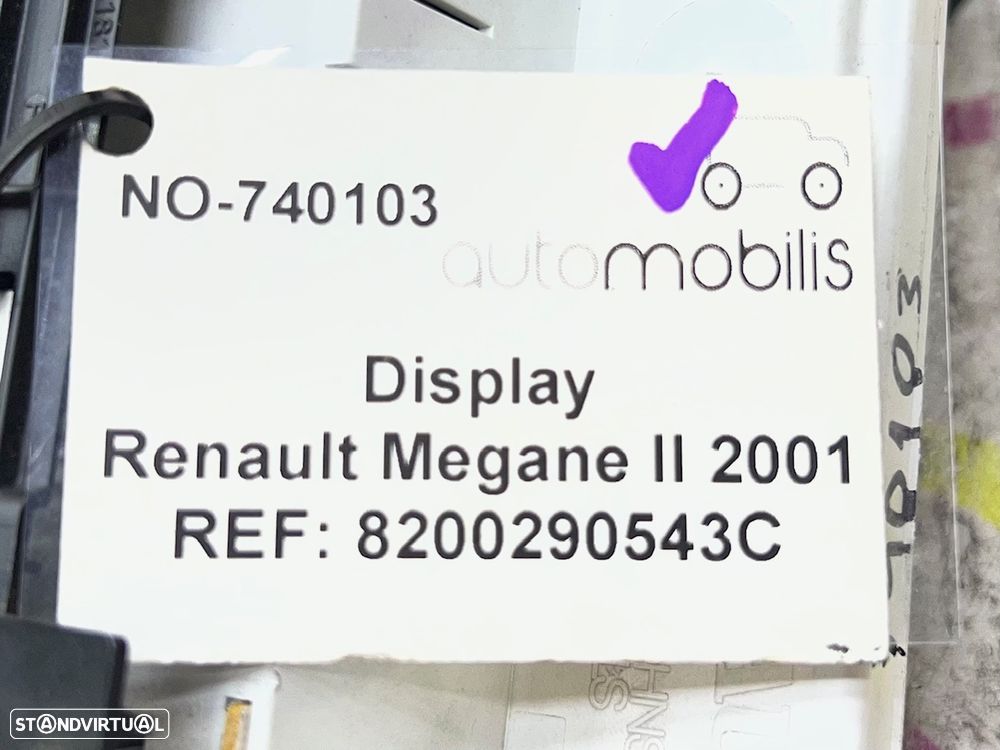 NO-740103
automobilis
Display
Renault Megane II 2001
REF: 8200290543C
STANDVIRTUAL